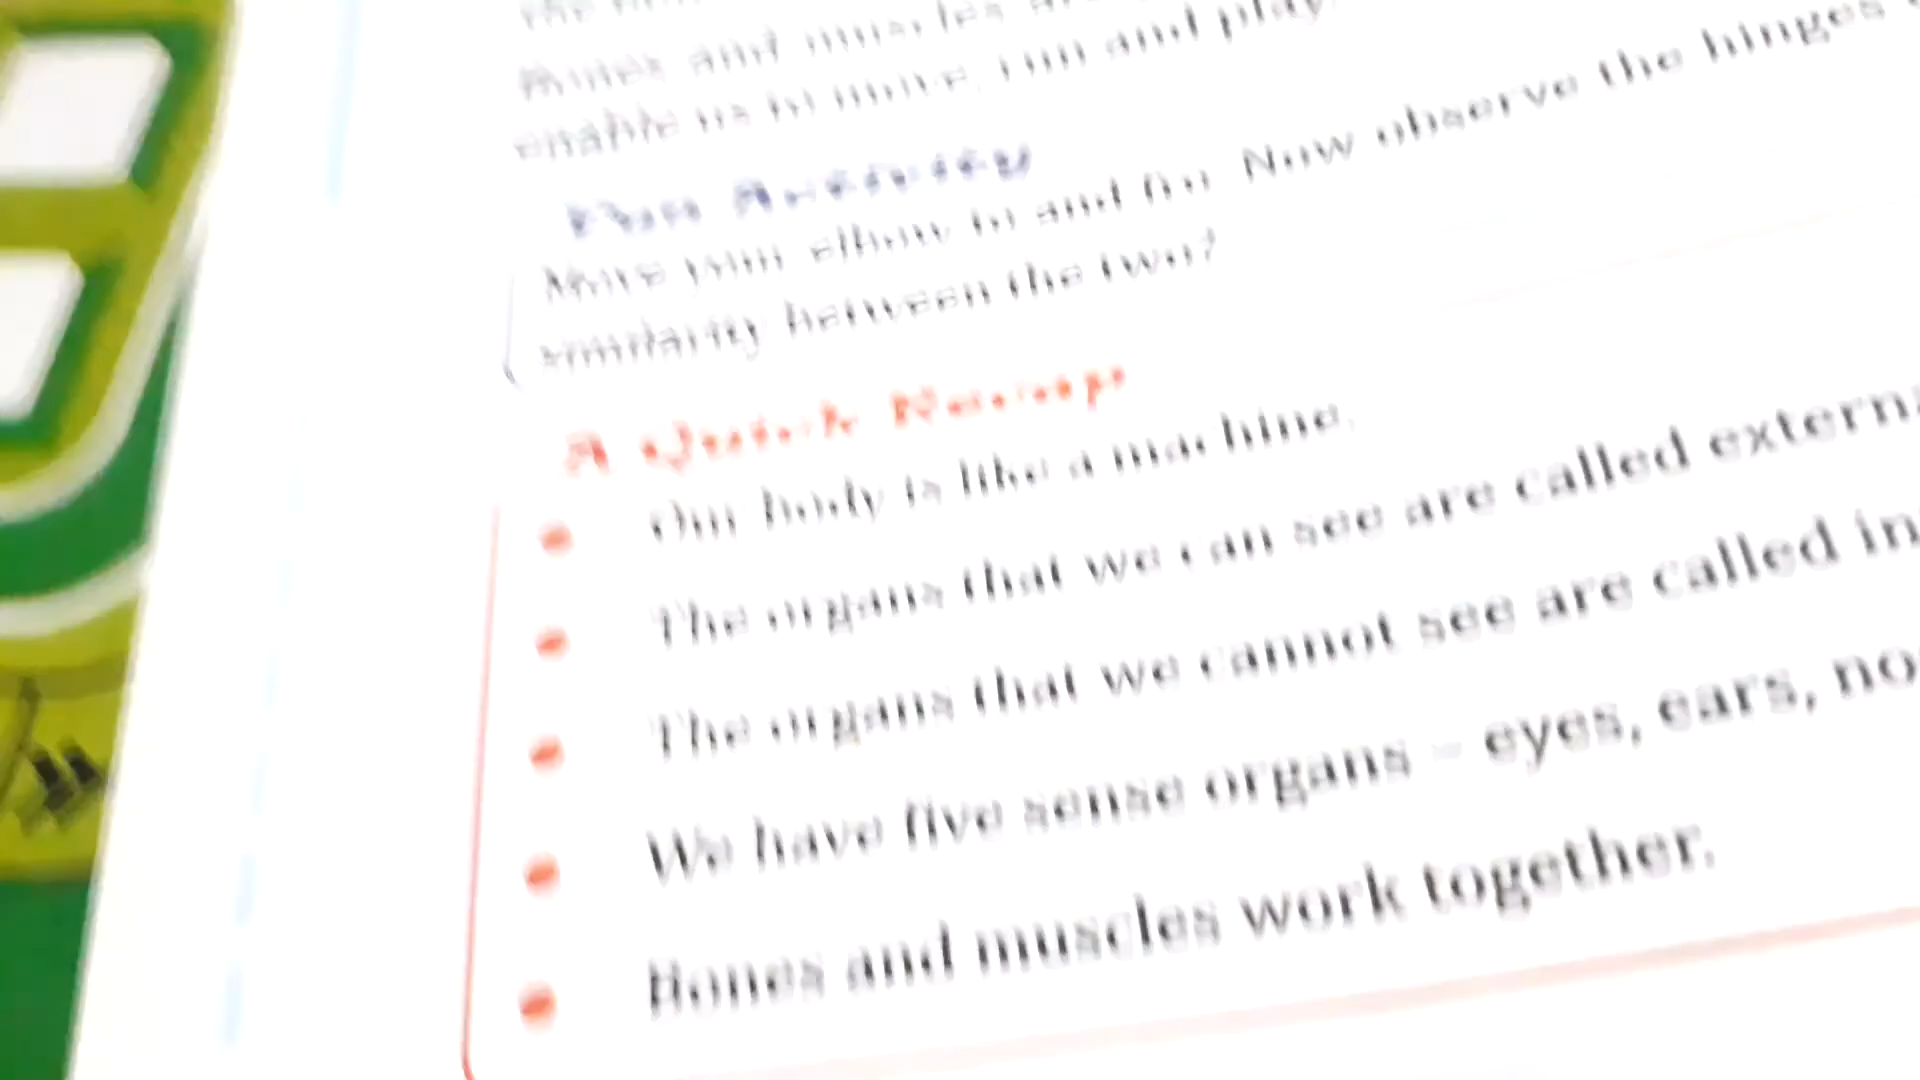 the
Bones and muscles
enable us to move, run and play.
Fun Activity
Move your elbow to and fro. Now observe the hinges
similarity between the two?
A Quick Recap
Our body is like a machine.
The organs that we can see are called externa
The organs that we cannot see are called in
We have five sense organs – eyes, ears, no
Bones and muscles work together.